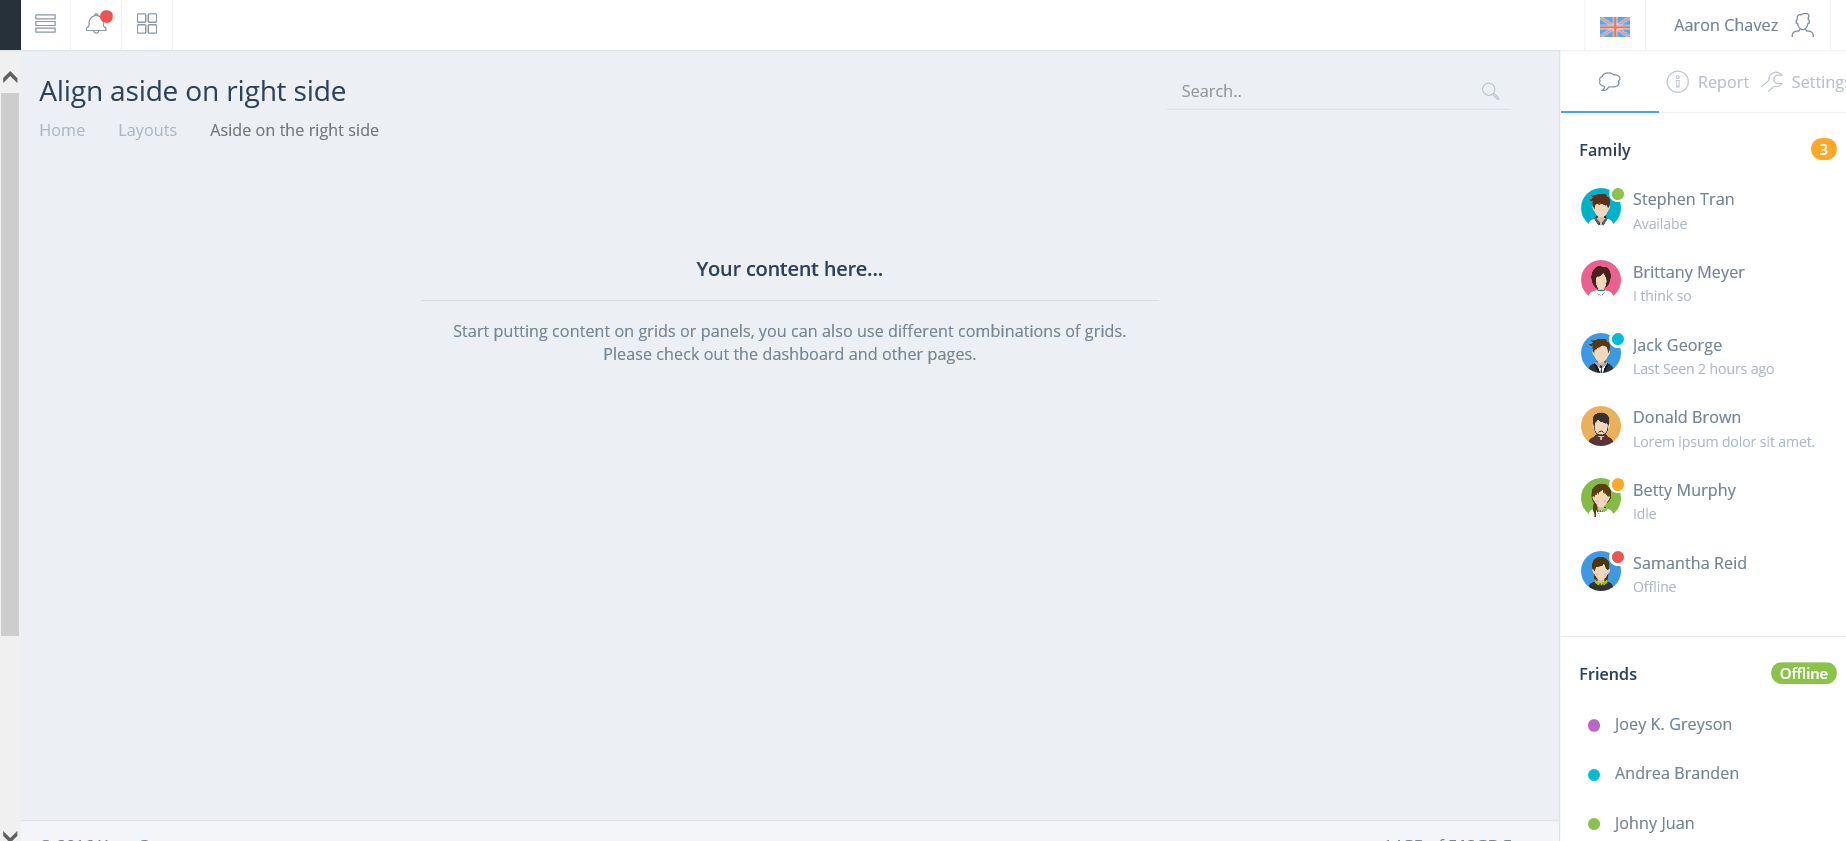 Aaron Chavez
Align aside on right side
Search..
Home Layouts Aside on the right side
Report Setting
Your content here...
Start putting content on grids or panels, you can also use different combinations of grids.
Please check out the dashboard and other pages.
Family 3
Stephen Tran
Availabe
Brittany Meyer
I think so
Jack George
Last Seen 2 hours ago
Donald Brown
Lorem ipsum dolor sit amet.
Betty Murphy
Idle
Samantha Reid
Offline
Friends Offline
Joey K. Greyson
Andrea Branden
Johny Juan